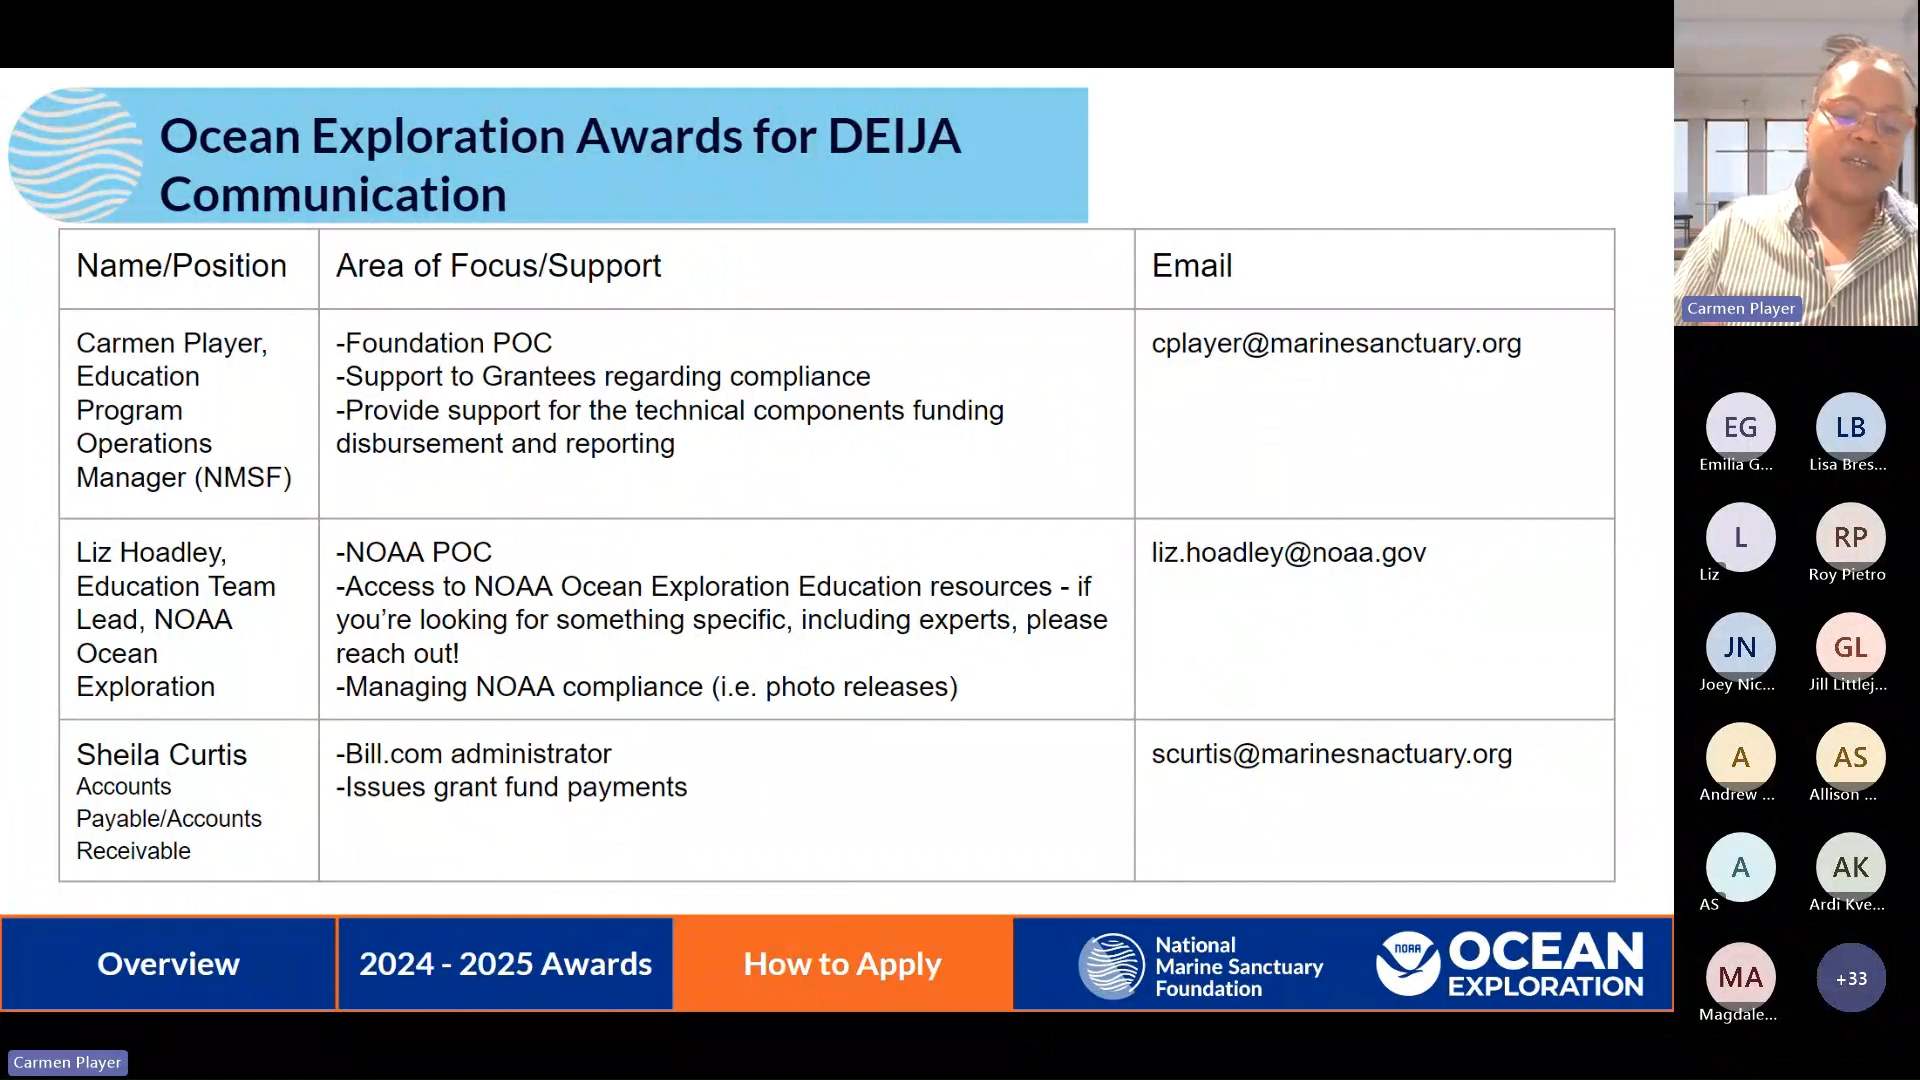 Ocean Exploration Awards for DEIJA
Communication
Name/Position
Area of Focus/Support
Email
Carmen Player,
Education
Program
Operations
Manager (NMSF)
-Foundation POC
-Support to Grantees regarding compliance
-Provide support for the technical components funding
disbursement and reporting
cplayer@marinesanctuary.org
Liz Hoadley,
Education Team
Lead, NOAA
Ocean
Exploration
-NOAA POC
-Access to NOAA Ocean Exploration Education resources - if
you’re looking for something specific, including experts, please
reach out!
-Managing NOAA compliance (i.e. photo releases)
liz.hoadley@noaa.gov
Sheila Curtis
Accounts
Payable/Accounts
Receivable
-Bill.com administrator
-Issues grant fund payments
scurtis@marinesnactuary.org
Overview
2024 - 2025 Awards
How to Apply
National
Marine Sanctuary
Foundation
NOAA
OCEAN
EXPLORATION
Carmen Player
Carmen Player
EG
Emilia G...
LB
Lisa Bres...
L
Liz
RP
Roy Pietro
JN
Joey Nic...
GL
Jill Littlej...
A
Andrew ...
AS
Allison ...
A
AS
AK
Ardi Kve...
MA
Magdale...
+33